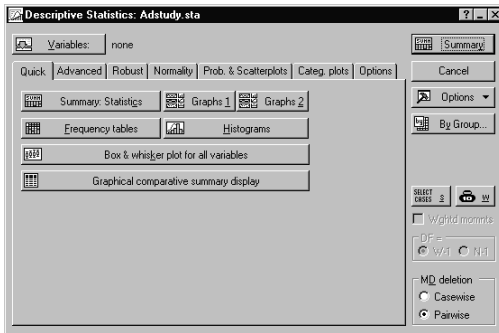 Descriptive Statistics: Adstudy.sta
Variables: none
Summary
Quick Advanced Robust Normality Prob. & Scatterplots Categ. plots Options
Cancel
Summary: Statistics Graphs 1 Graphs 2
Options
Frequency tables Histograms
By Group...
Box & whisker plot for all variables
Graphical comparative summary display
SELECT CASES S W
Wghtd momnts
DF =
W-1 N-1
MD deletion
Casewise
Pairwise